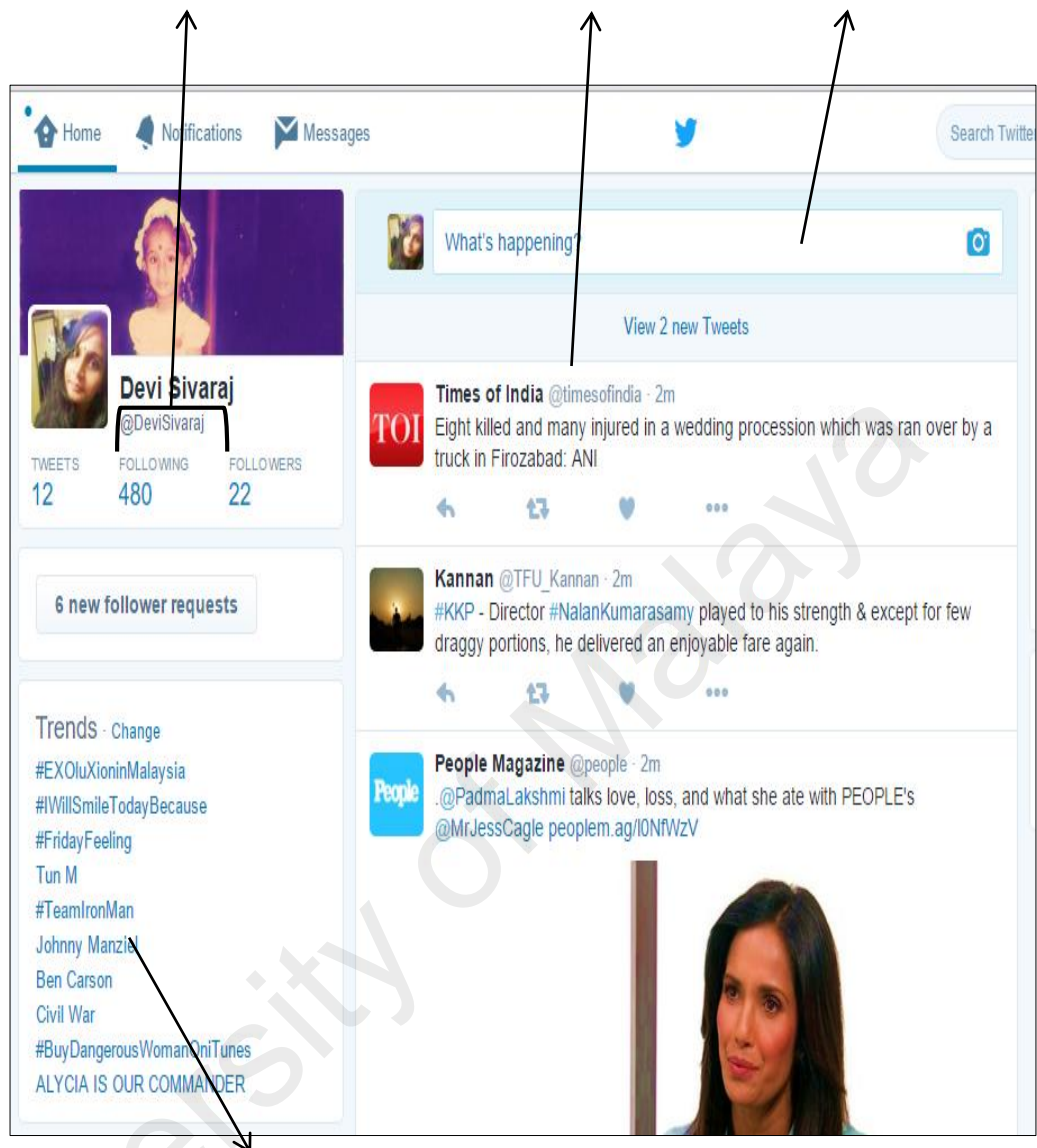 Home Notifications Messages Search Twitter
Devi Sivaraj
@DeviSivaraj
TWEETS FOLLOWING FOLLOWERS
12 480 22
6 new follower requests
Trends · Change
#EXOluXioninMalaysia
#IWillSmileTodayBecause
#FridayFeeling
Tun M
#TeamIronMan
Johnny Manziel
Ben Carson
Civil War
#BuyDangerousWomanOniTunes
ALYCIA IS OUR COMMANDER
What's happening?
View 2 new Tweets
TOI
Times of India @timesofindia · 2m
Eight killed and many injured in a wedding procession which was ran over by a
truck in Firozabad: ANI
Kannan @TFU_Kannan · 2m
#KKP - Director #NalanKumarasamy played to his strength & except for few
draggy portions, he delivered an enjoyable fare again.
People
People Magazine @people · 2m
.@PadmaLakshmi talks love, loss, and what she ate with PEOPLE's
@MrJessCagle peoplem.ag/I0NfWzV
ersity of Malaya